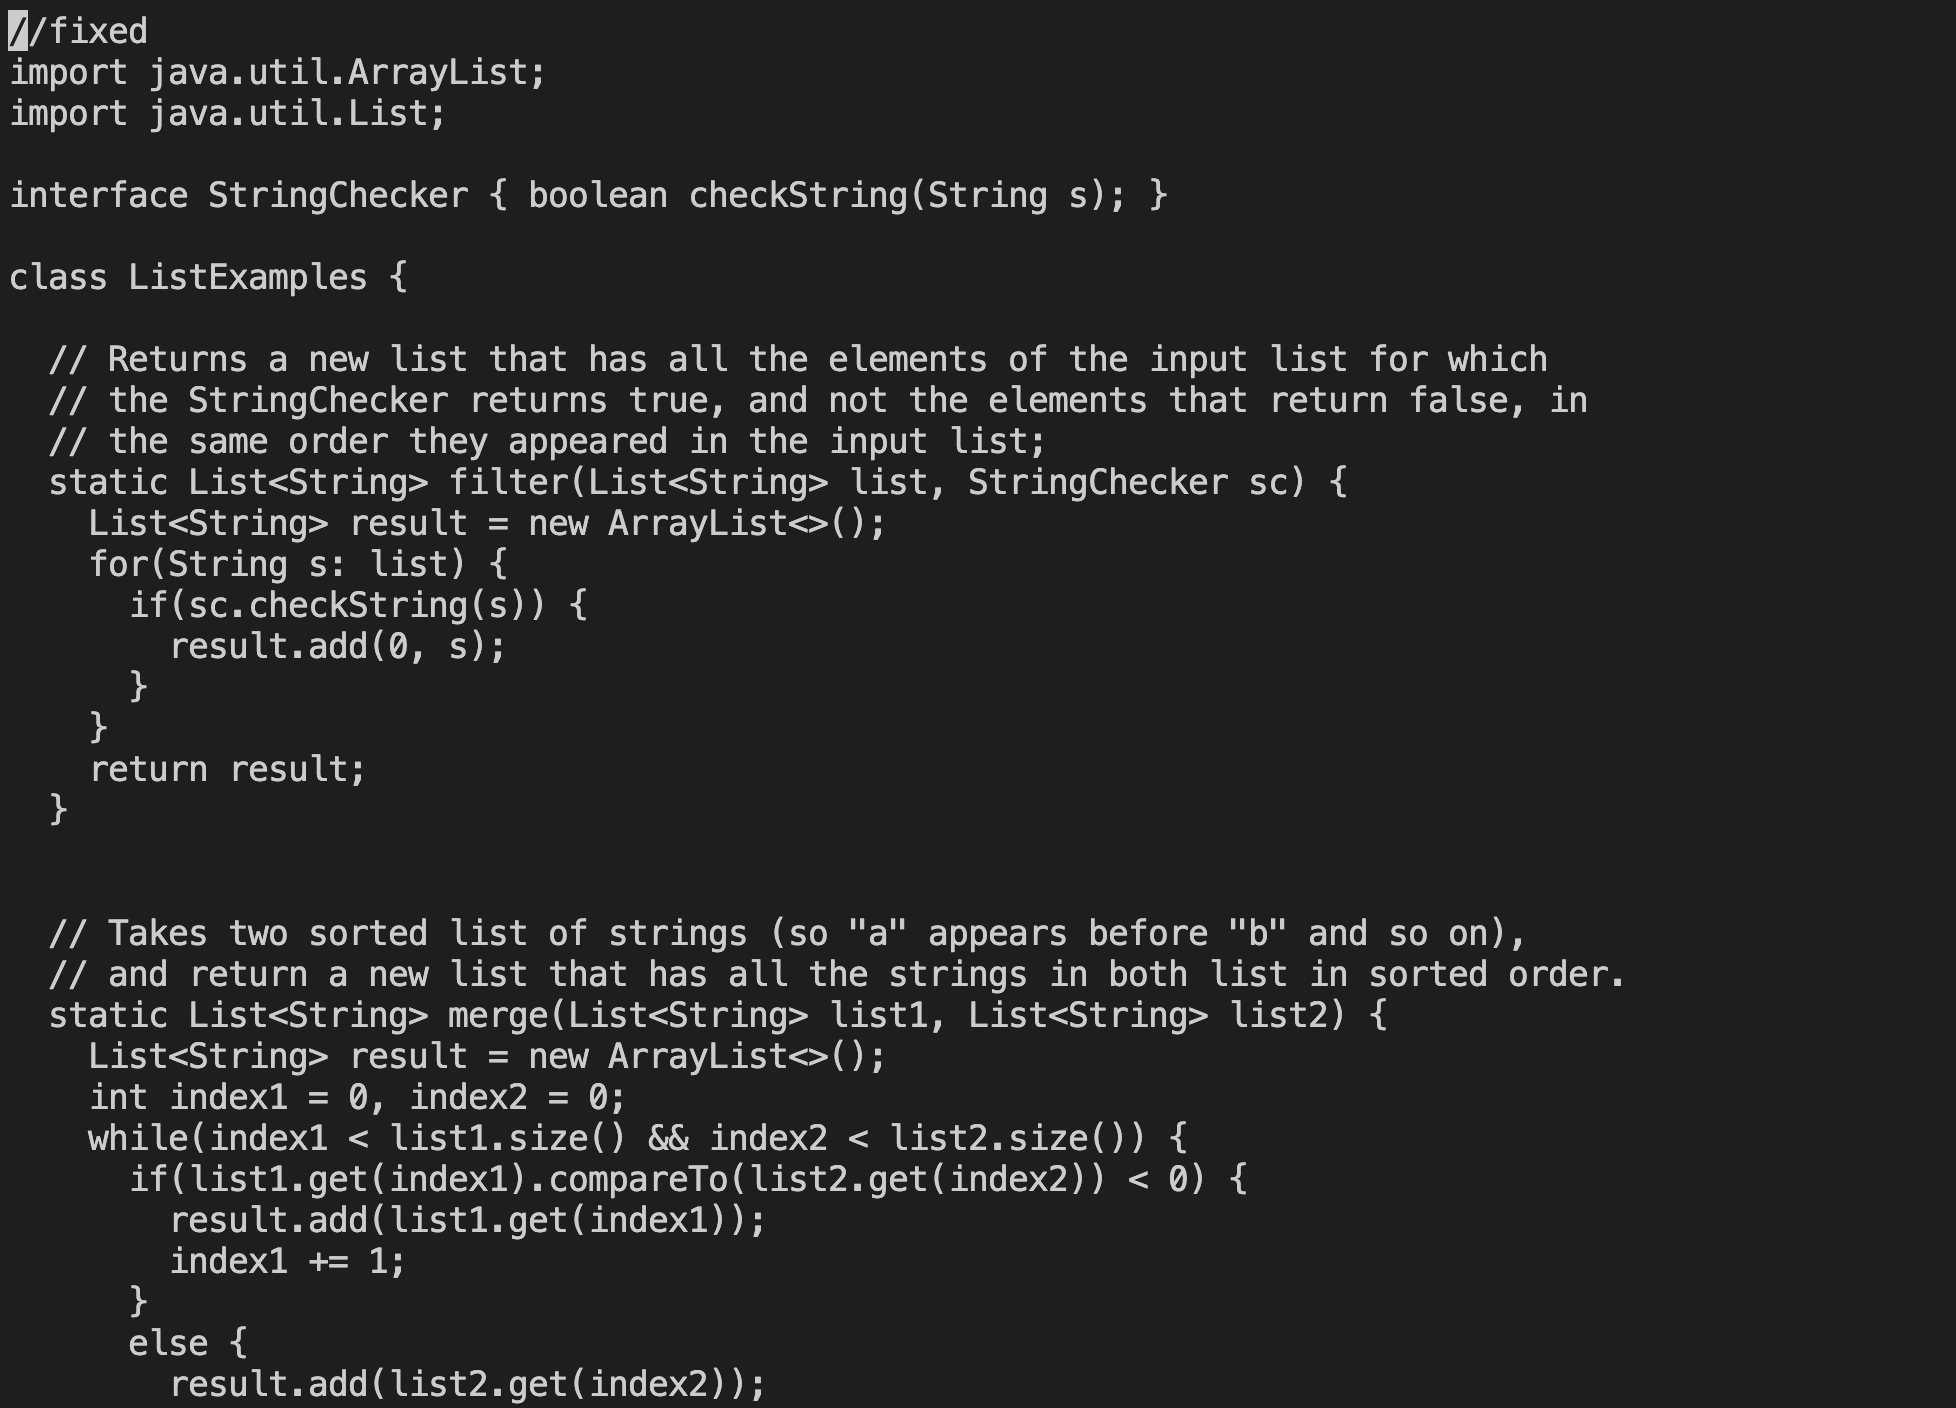 //fixed
import java.util.ArrayList;
import java.util.List;

interface StringChecker { boolean checkString(String s); }

class ListExamples {

  // Returns a new list that has all the elements of the input list for which
  // the StringChecker returns true, and not the elements that return false, in
  // the same order they appeared in the input list;
  static List<String> filter(List<String> list, StringChecker sc) {
    List<String> result = new ArrayList<>();
    for(String s: list) {
      if(sc.checkString(s)) {
        result.add(0, s);
      }
    }
    return result;
  }


  // Takes two sorted list of strings (so "a" appears before "b" and so on),
  // and return a new list that has all the strings in both list in sorted order.
  static List<String> merge(List<String> list1, List<String> list2) {
    List<String> result = new ArrayList<>();
    int index1 = 0, index2 = 0;
    while(index1 < list1.size() && index2 < list2.size()) {
      if(list1.get(index1).compareTo(list2.get(index2)) < 0) {
        result.add(list1.get(index1));
        index1 += 1;
      }
      else {
        result.add(list2.get(index2));